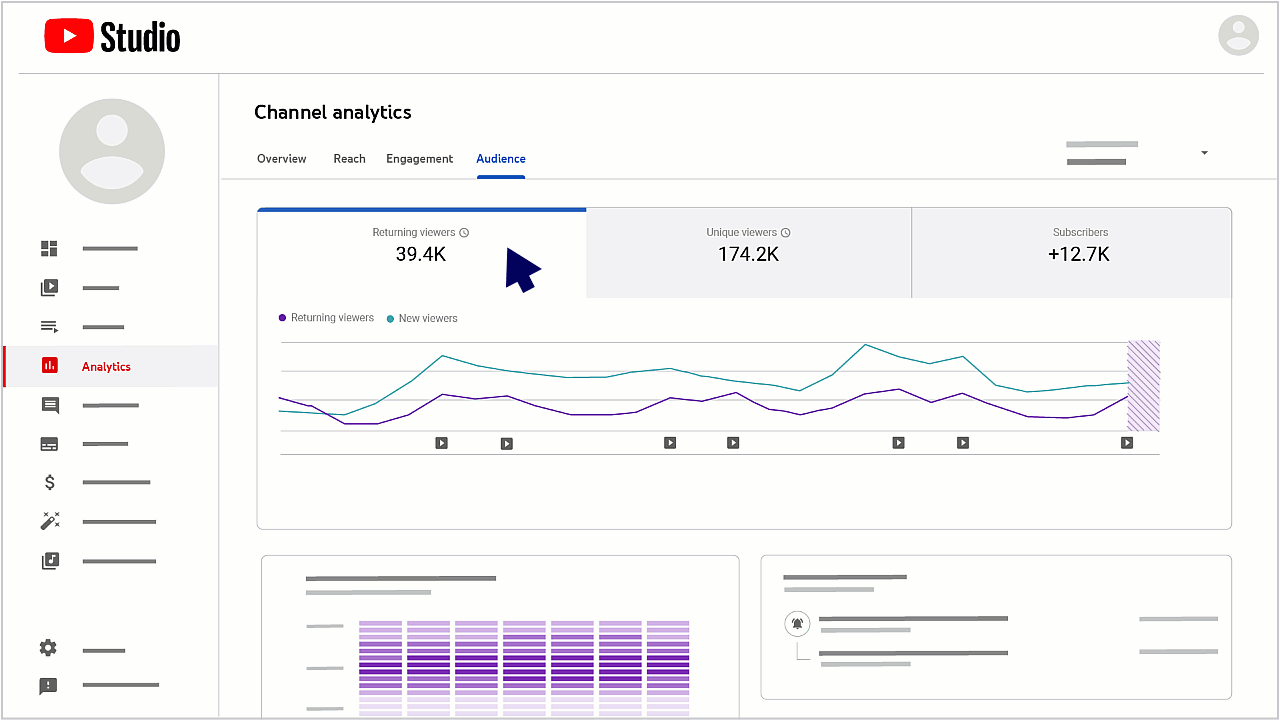 Studio
Channel analytics
Overview Reach Engagement Audience
Returning viewers Unique viewers Subscribers
39.4K 174.2K +12.7K
Returning viewers New viewers
Analytics